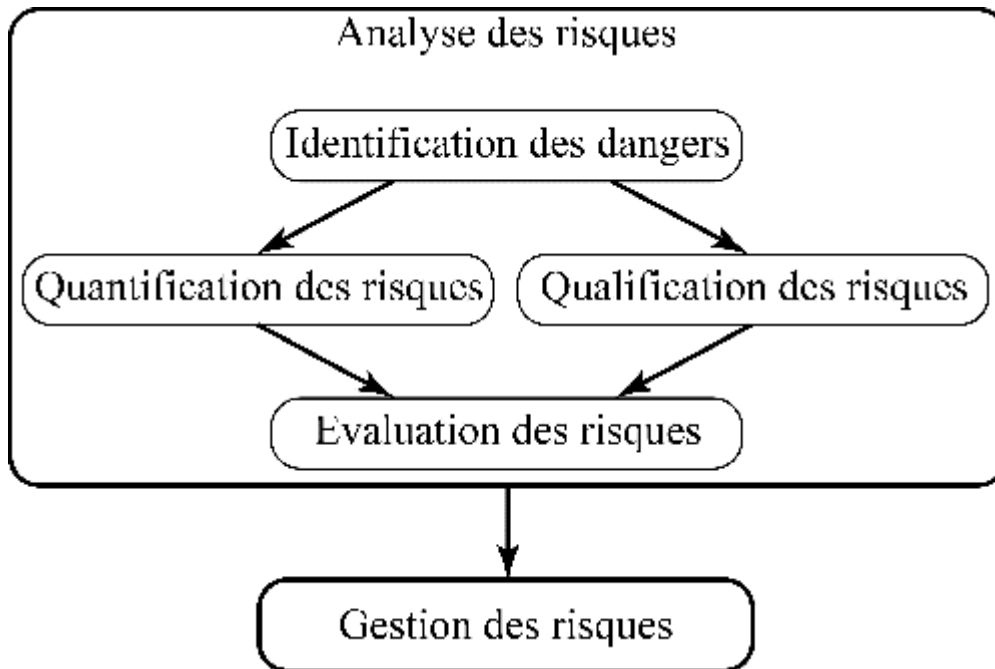 Analyse des risques
Identification des dangers
Quantification des risques
Qualification des risques
Evaluation des risques
Gestion des risques